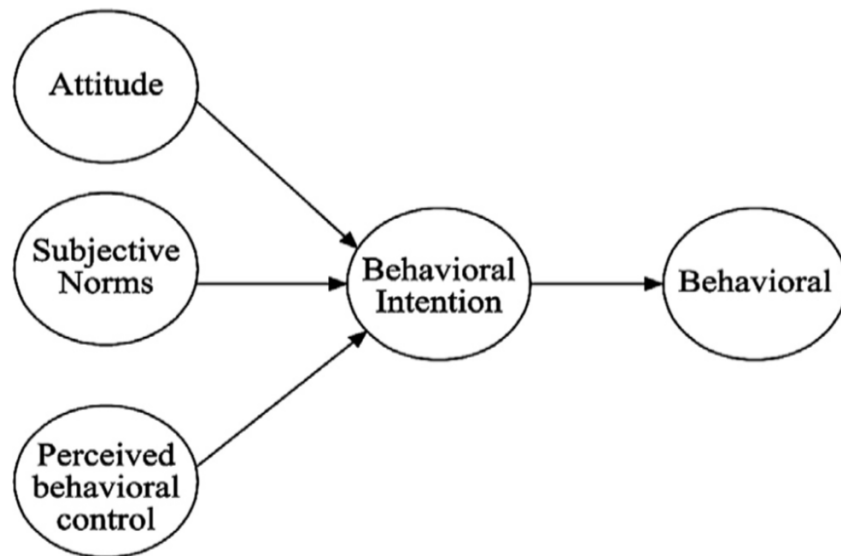 Attitude
Subjective
Norms
Perceived
behavioral
control
Behavioral
Intention
Behavioral